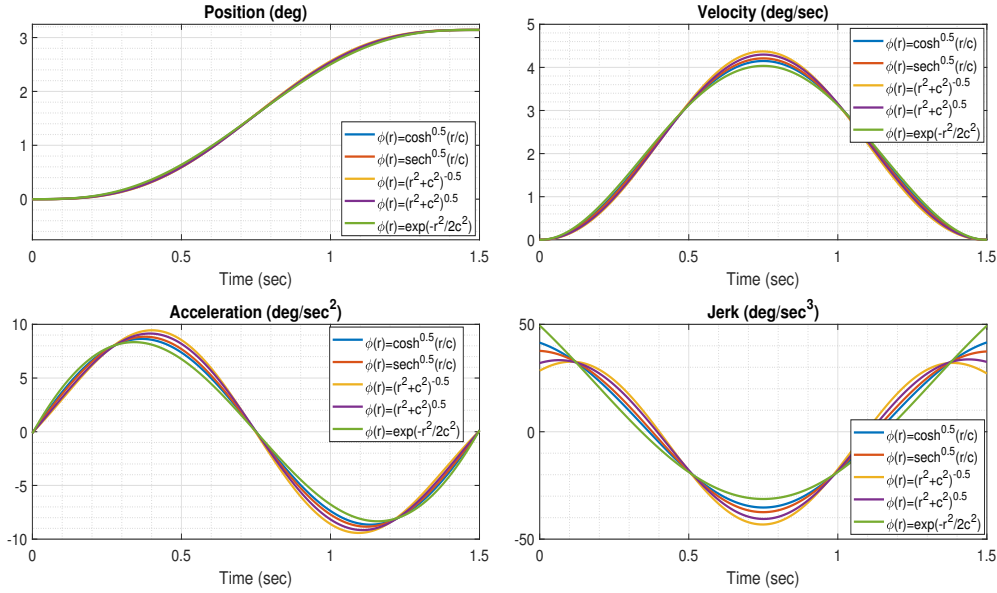 Position (deg)
3
2
1
0
0
0.5
1
1.5
Time (sec)
ϕ(r)=cosh^0.5(r/c)
ϕ(r)=sech^0.5(r/c)
ϕ(r)=(r^2+c^2)^-0.5
ϕ(r)=(r^2+c^2)^0.5
ϕ(r)=exp(-r^2/2c^2)
Velocity (deg/sec)
5
4
3
2
1
0
0
0.5
1
1.5
Time (sec)
ϕ(r)=cosh^0.5(r/c)
ϕ(r)=sech^0.5(r/c)
ϕ(r)=(r^2+c^2)^-0.5
ϕ(r)=(r^2+c^2)^0.5
ϕ(r)=exp(-r^2/2c^2)
Acceleration (deg/sec^2)
10
5
0
-5
-10
0
0.5
1
1.5
Time (sec)
ϕ(r)=cosh^0.5(r/c)
ϕ(r)=sech^0.5(r/c)
ϕ(r)=(r^2+c^2)^-0.5
ϕ(r)=(r^2+c^2)^0.5
ϕ(r)=exp(-r^2/2c^2)
Jerk (deg/sec^3)
50
0
-50
0
0.5
1
1.5
Time (sec)
ϕ(r)=cosh^0.5(r/c)
ϕ(r)=sech^0.5(r/c)
ϕ(r)=(r^2+c^2)^-0.5
ϕ(r)=(r^2+c^2)^0.5
ϕ(r)=exp(-r^2/2c^2)